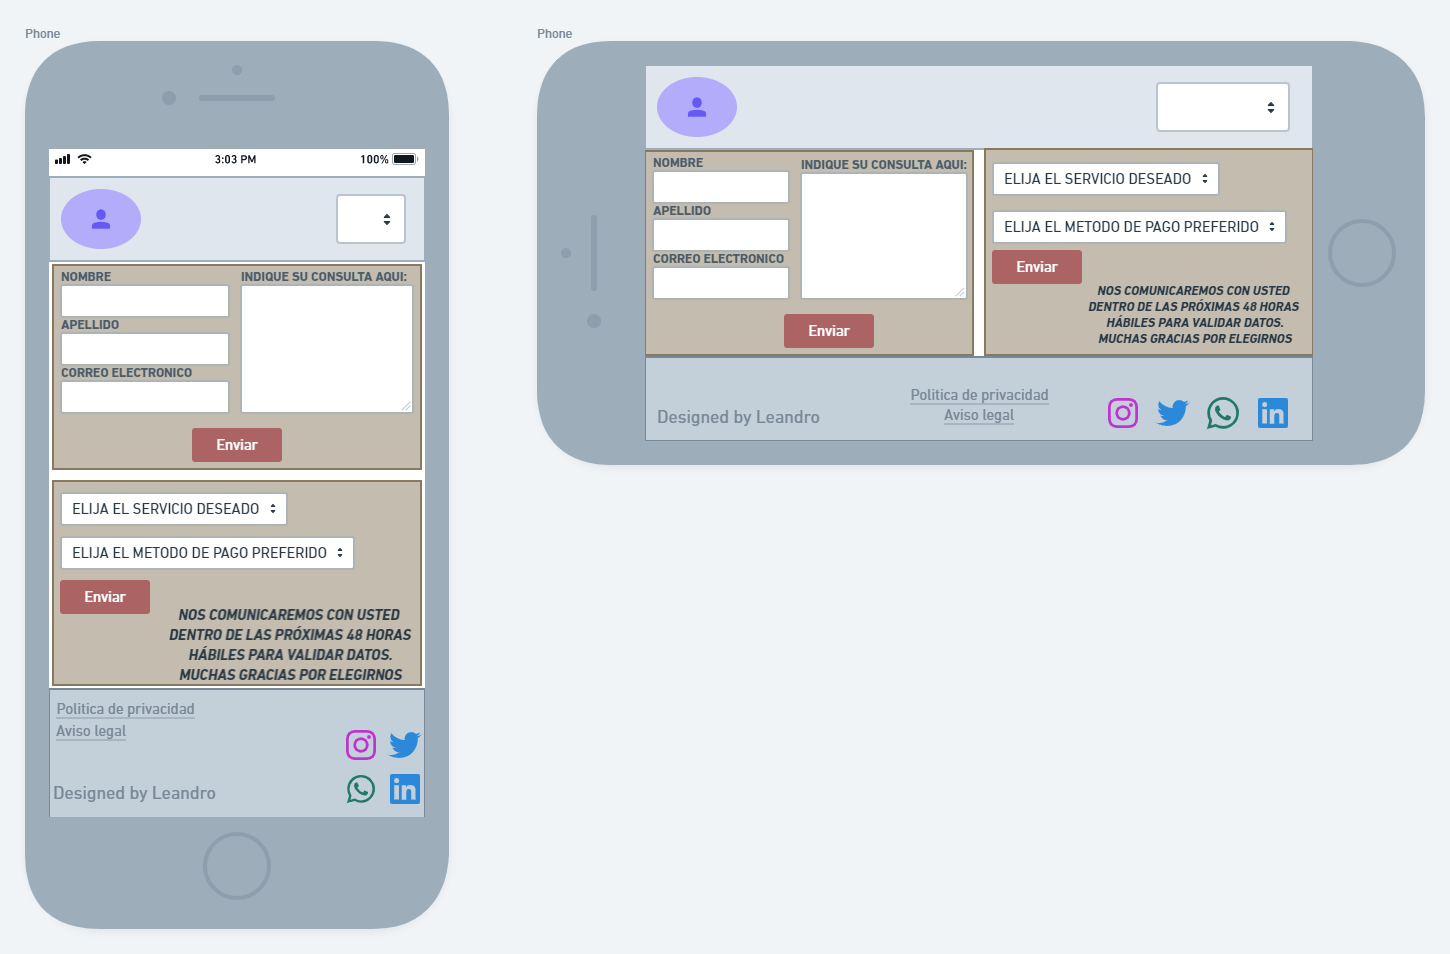 Phone
3:03 PM
100%
NOMBRE
INDIQUE SU CONSULTA AQUI:
APELLIDO
CORREO ELECTRONICO
Enviar
ELIJA EL SERVICIO DESEADO
ELIJA EL METODO DE PAGO PREFERIDO
Enviar
NOS COMUNICAREMOS CON USTED
DENTRO DE LAS PRÓXIMAS 48 HORAS
HÁBILES PARA VALIDAR DATOS.
MUCHAS GRACIAS POR ELEGIRNOS
Politica de privacidad
Aviso legal
Designed by Leandro
Phone
NOMBRE
INDIQUE SU CONSULTA AQUI:
APELLIDO
CORREO ELECTRONICO
Enviar
ELIJA EL SERVICIO DESEADO
ELIJA EL METODO DE PAGO PREFERIDO
Enviar
NOS COMUNICAREMOS CON USTED
DENTRO DE LAS PRÓXIMAS 48 HORAS
HÁBILES PARA VALIDAR DATOS.
MUCHAS GRACIAS POR ELEGIRNOS
Politica de privacidad
Aviso legal
Designed by Leandro